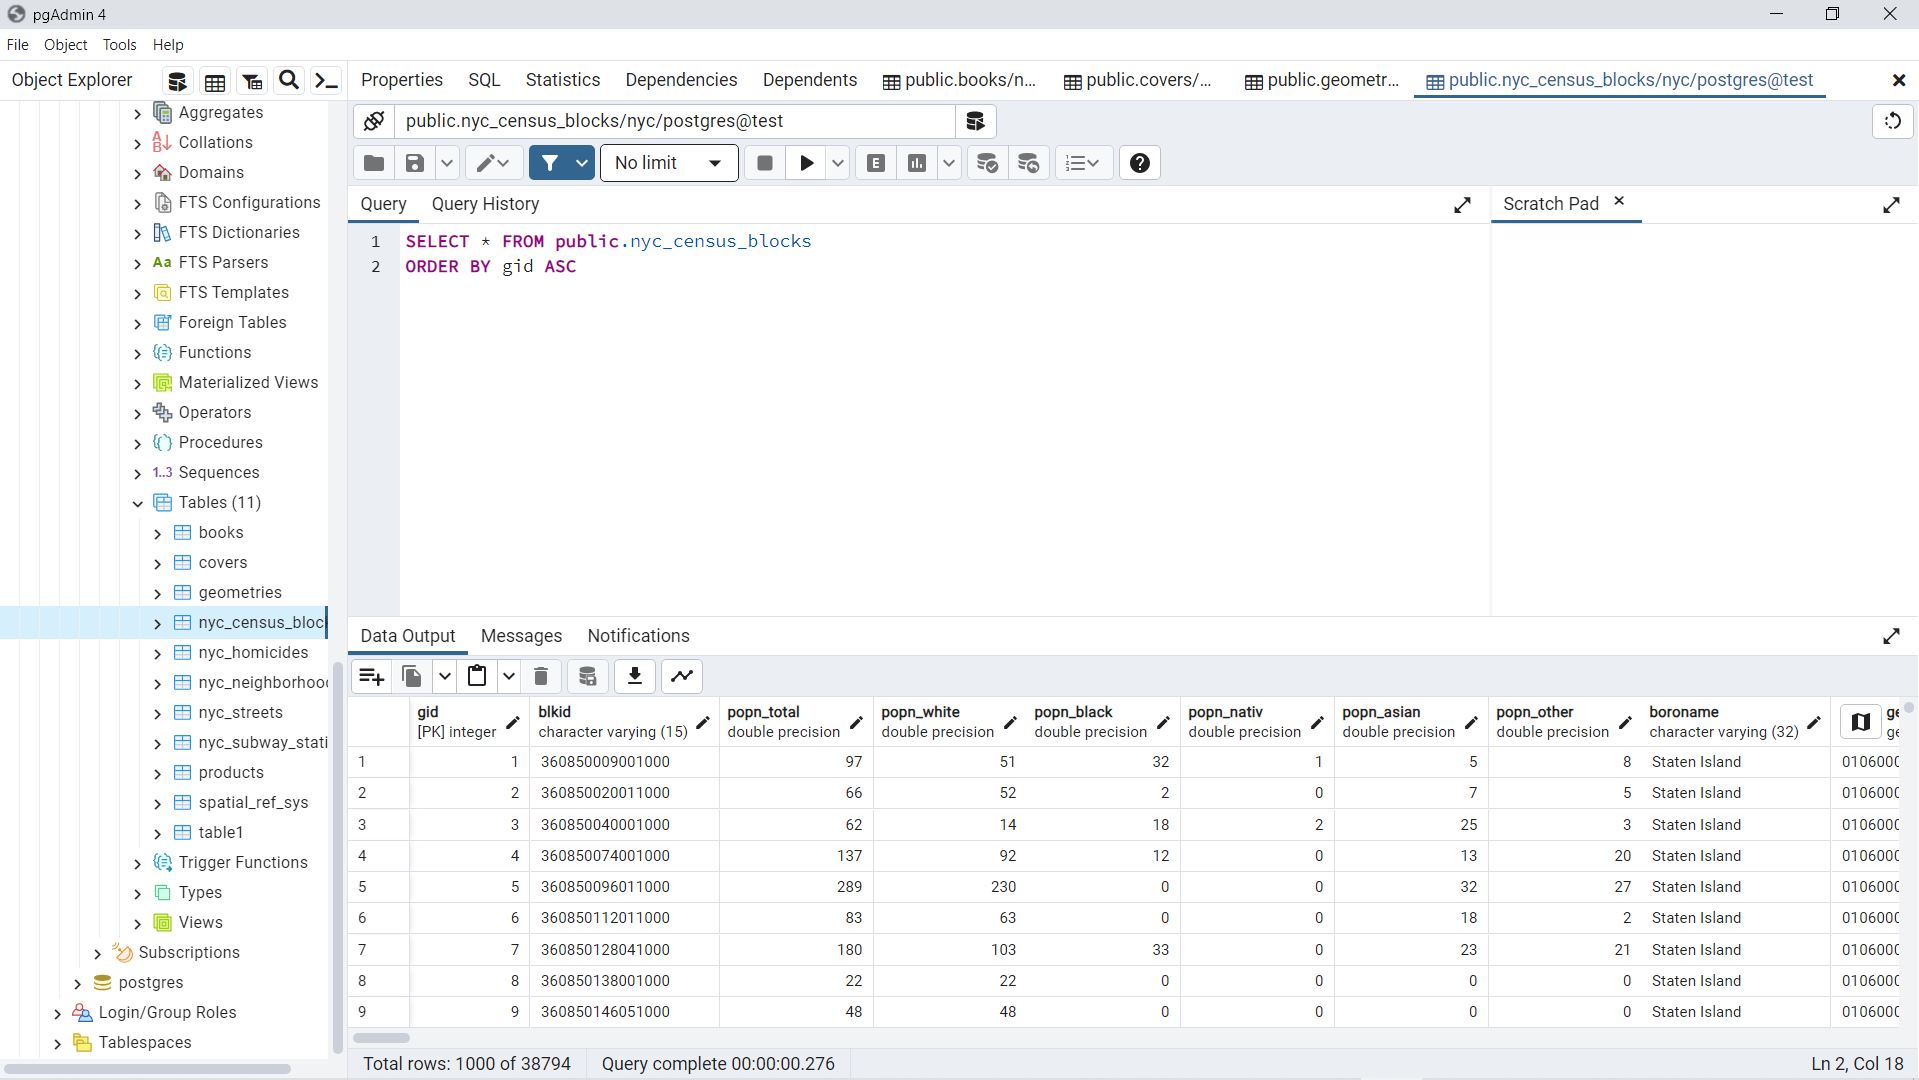 pgAdmin 4
File Object Tools Help
Object Explorer
Properties SQL Statistics Dependencies Dependents public.books/n... public.covers/... public.geometr... public.nyc_census_blocks/nyc/postgres@test
Aggregates
Collations
Domains
FTS Configurations
FTS Dictionaries
Aa FTS Parsers
FTS Templates
Foreign Tables
Functions
Materialized Views
Operators
Procedures
1..3 Sequences
Tables (11)
books
covers
geometries
nyc_census_bloc
nyc_homicides
nyc_neighborhoo
nyc_streets
nyc_subway_stati
products
spatial_ref_sys
table1
Trigger Functions
Types
Views
Subscriptions
postgres
Login/Group Roles
Tablespaces
public.nyc_census_blocks/nyc/postgres@test
No limit
E
Query Query History
Scratch Pad
1 SELECT * FROM public.nyc_census_blocks
2 ORDER BY gid ASC
Data Output Messages Notifications
gid blkid popn_total popn_white popn_black popn_nativ popn_asian popn_other boroname ge
[PK] integer character varying (15) double precision double precision double precision double precision double precision double precision character varying (32) ge
1 1 360850009001000 97 51 32 1 5 8 Staten Island 010600
2 2 360850020011000 66 52 2 0 7 5 Staten Island 010600
3 3 360850040001000 62 14 18 2 25 3 Staten Island 010600
4 4 360850074001000 137 92 12 0 13 20 Staten Island 010600
5 5 360850096011000 289 230 0 0 32 27 Staten Island 010600
6 6 360850112011000 83 63 0 0 18 2 Staten Island 010600
7 7 360850128041000 180 103 33 0 23 21 Staten Island 010600
8 8 360850138001000 22 22 0 0 0 0 Staten Island 010600
9 9 360850146051000 48 48 0 0 0 0 Staten Island 010600
Total rows: 1000 of 38794 Query complete 00:00:00.276 Ln 2, Col 18